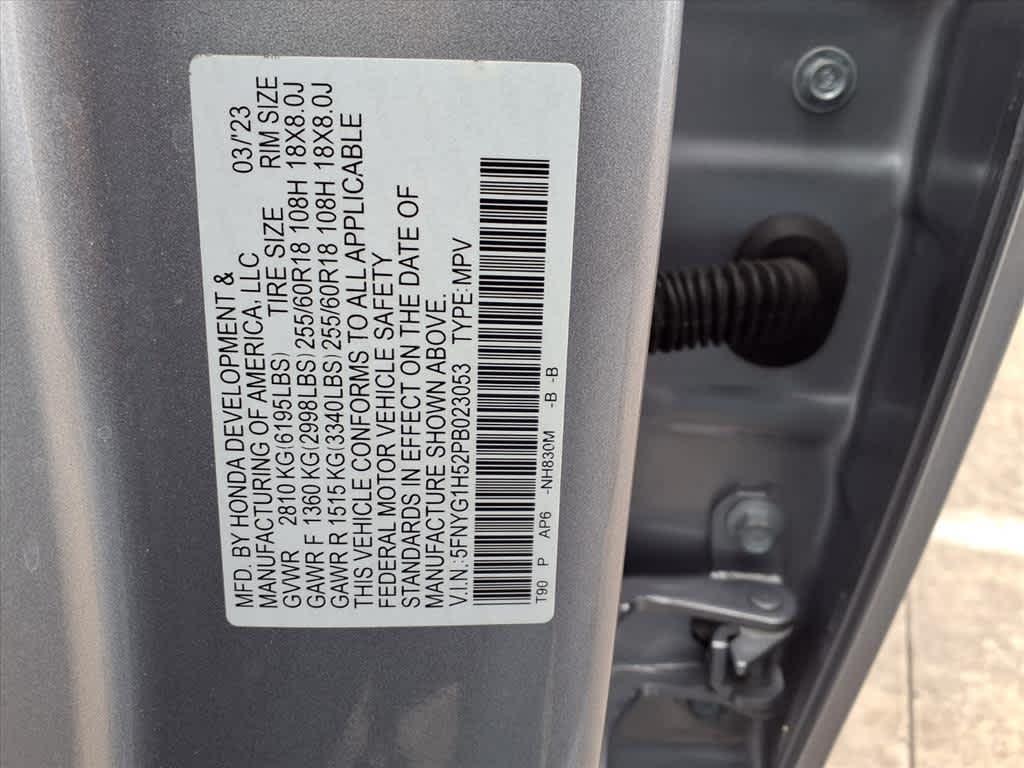 MFD. BY HONDA DEVELOPMENT &
MANUFACTURING OF AMERICA, LLC 03/'23
GVWR 2810 KG(6195LBS) TIRE SIZE RIM SIZE
GAWR F 1360 KG(2998LBS) 255/60R18 108H 18X8.0J
GAWR R 1515 KG(3340LBS) 255/60R18 108H 18X8.0J
THIS VEHICLE CONFORMS TO ALL APPLICABLE
FEDERAL MOTOR VEHICLE SAFETY
STANDARDS IN EFFECT ON THE DATE OF
MANUFACTURE SHOWN ABOVE.
V.I.N.:5FNYG1H52PB023053 TYPE:MPV
T90 P AP6 -NH830M -B -B